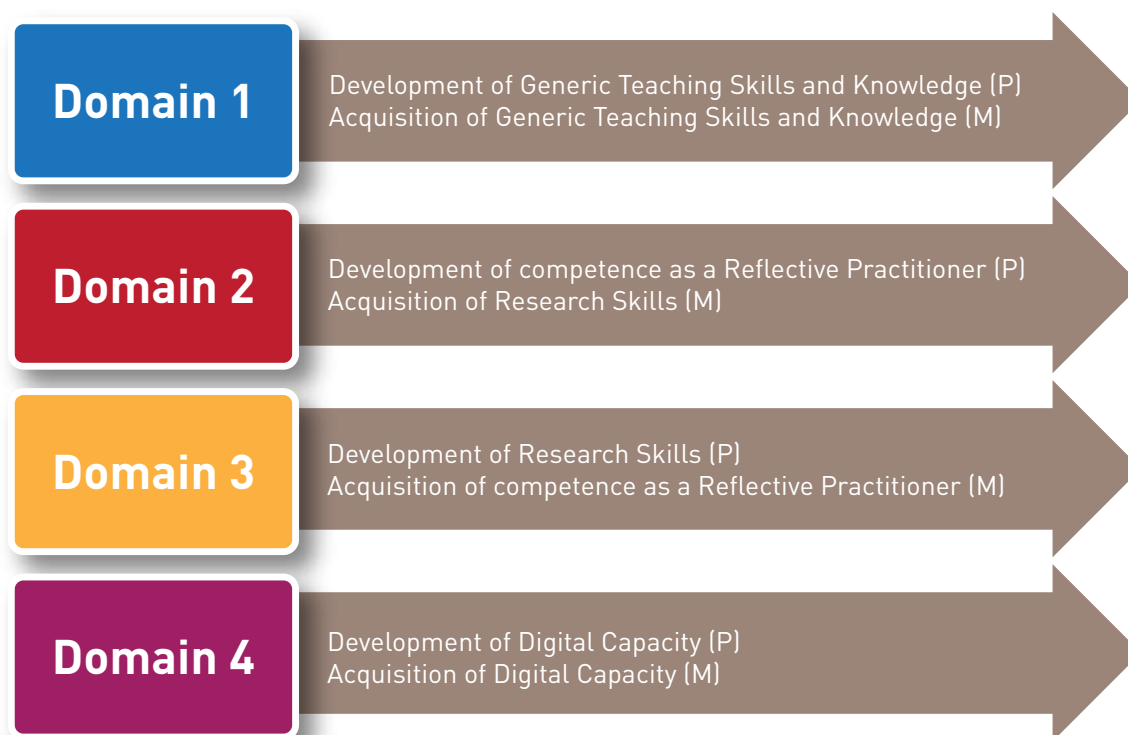 Domain 1
Development of Generic Teaching Skills and Knowledge (P)
Acquisition of Generic Teaching Skills and Knowledge (M)
Domain 2
Development of competence as a Reflective Practitioner (P)
Acquisition of Research Skills (M)
Domain 3
Development of Research Skills (P)
Acquisition of competence as a Reflective Practitioner (M)
Domain 4
Development of Digital Capacity (P)
Acquisition of Digital Capacity (M)